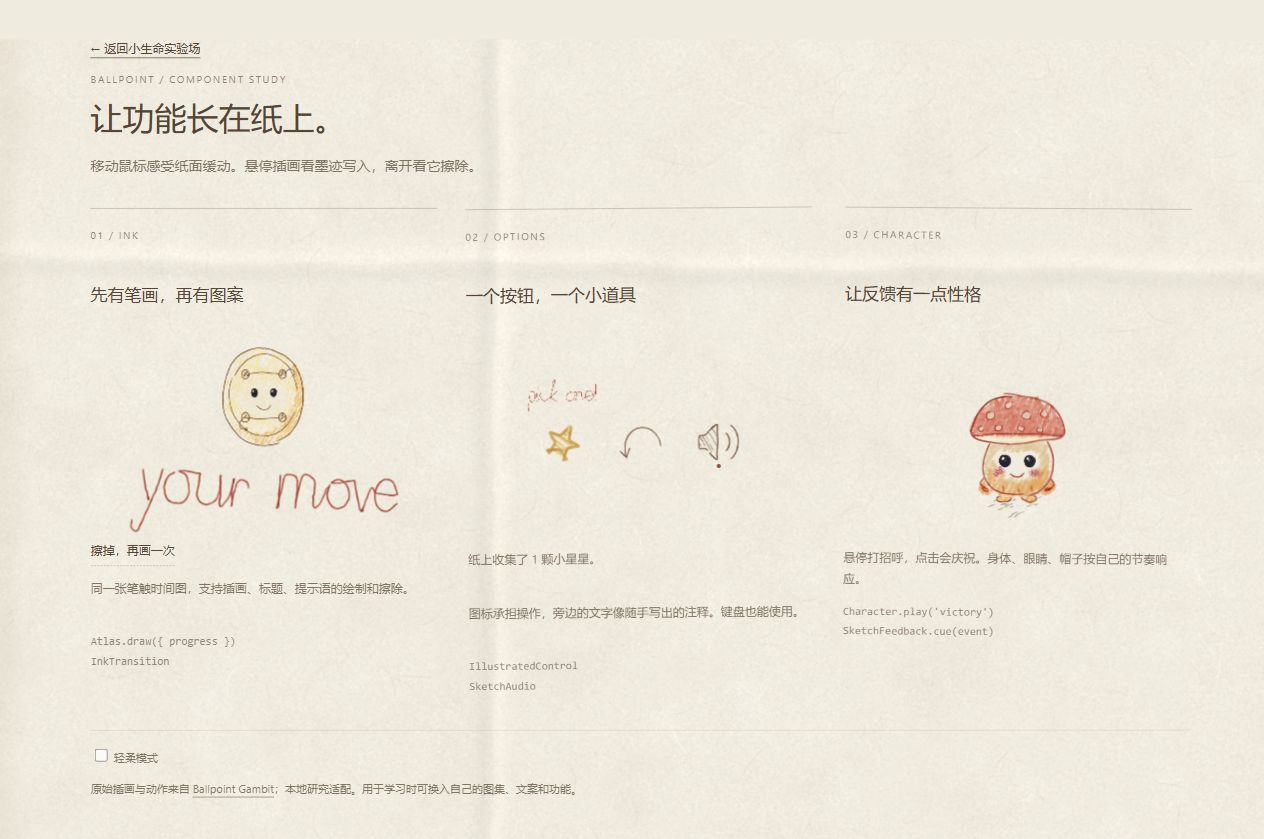 ← 返回小生命实验场
BALLPOINT / COMPONENT STUDY
让功能长在纸上。
移动鼠标感受纸面缓动。悬停插画看墨迹写入，离开看它擦除。
01 / INK
先有笔画，再有图案
your move
擦掉，再画一次
同一张笔触时间图，支持插画、标题、提示语的绘制和擦除。
Atlas.draw({ progress })
InkTransition
02 / OPTIONS
一个按钮，一个小道具
纸上收集了 1 颗小星星。
图标承担操作，旁边的文字像随手写出的注释。键盘也能使用。
IllustratedControl
SketchAudio
03 / CHARACTER
让反馈有一点性格
悬停打招呼，点击会庆祝。身体、眼睛、帽子按自己的节奏响
应。
Character.play('victory')
SketchFeedback.cue(event)
轻柔模式
原始插画与动作来自 Ballpoint Gambit；本地研究适配。用于学习时可换入自己的图集、文案和功能。